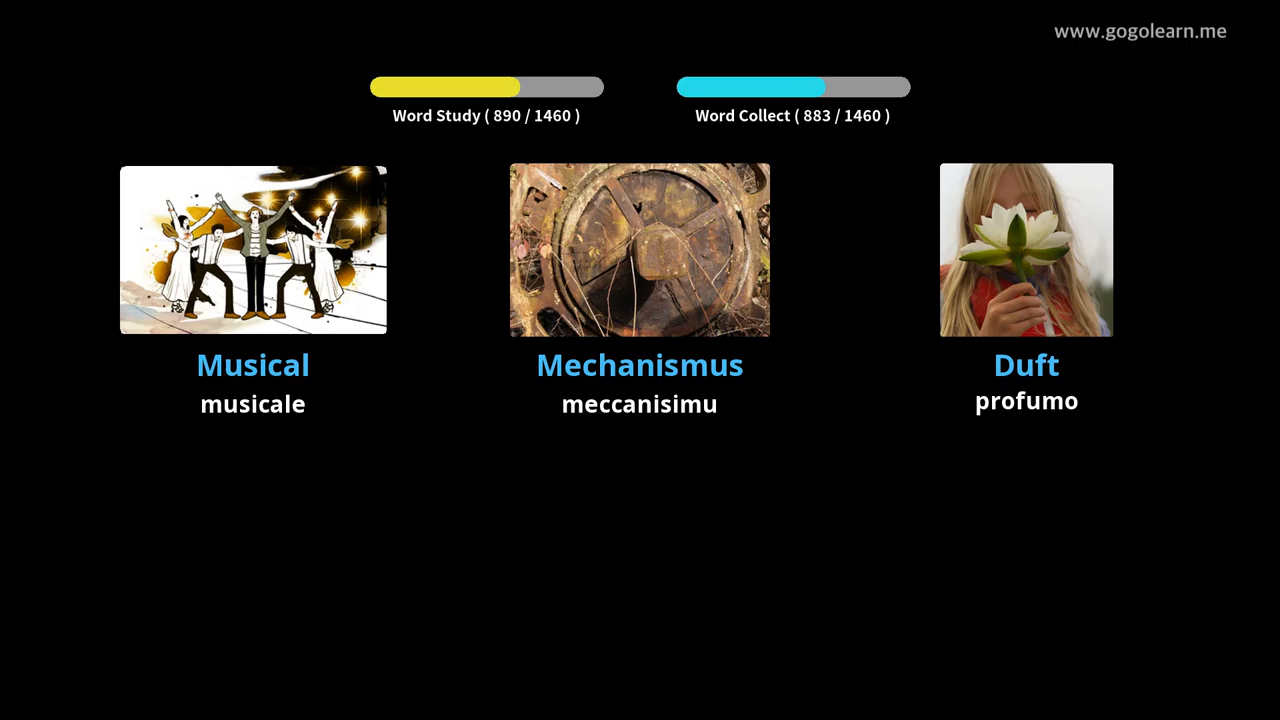 www.gogolearn.me
Word Study ( 890 / 1460 )
Word Collect ( 883 / 1460 )
Musical
musicale
Mechanismus
meccanisimu
Duft
profumo